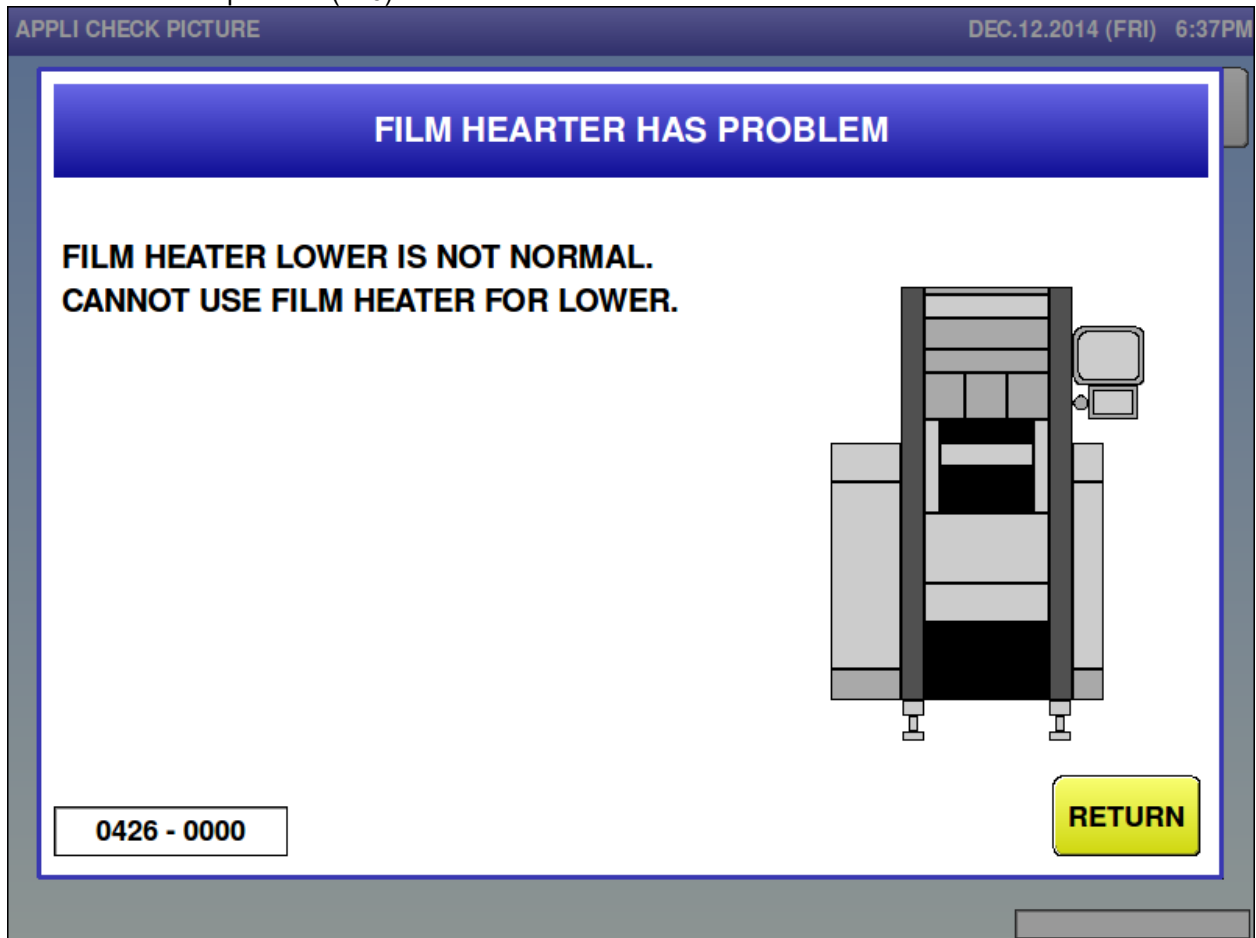 APPLI CHECK PICTURE DEC.12.2014 (FRI) 6:37PM
FILM HEARTER HAS PROBLEM
FILM HEATER LOWER IS NOT NORMAL.
CANNOT USE FILM HEATER FOR LOWER.
RETURN
0426 - 0000